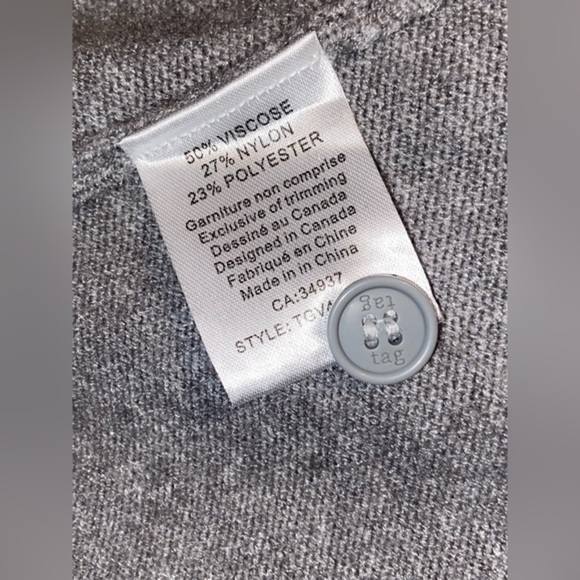 50% VISCOSE
27% NYLON
23% POLYESTER
Garniture non comprise
Exclusive of trimming
Dessiné au Canada
Designed in Canada
Fabriqué en Chine
Made in in China
CA:34937
STYLE:
tag
tag